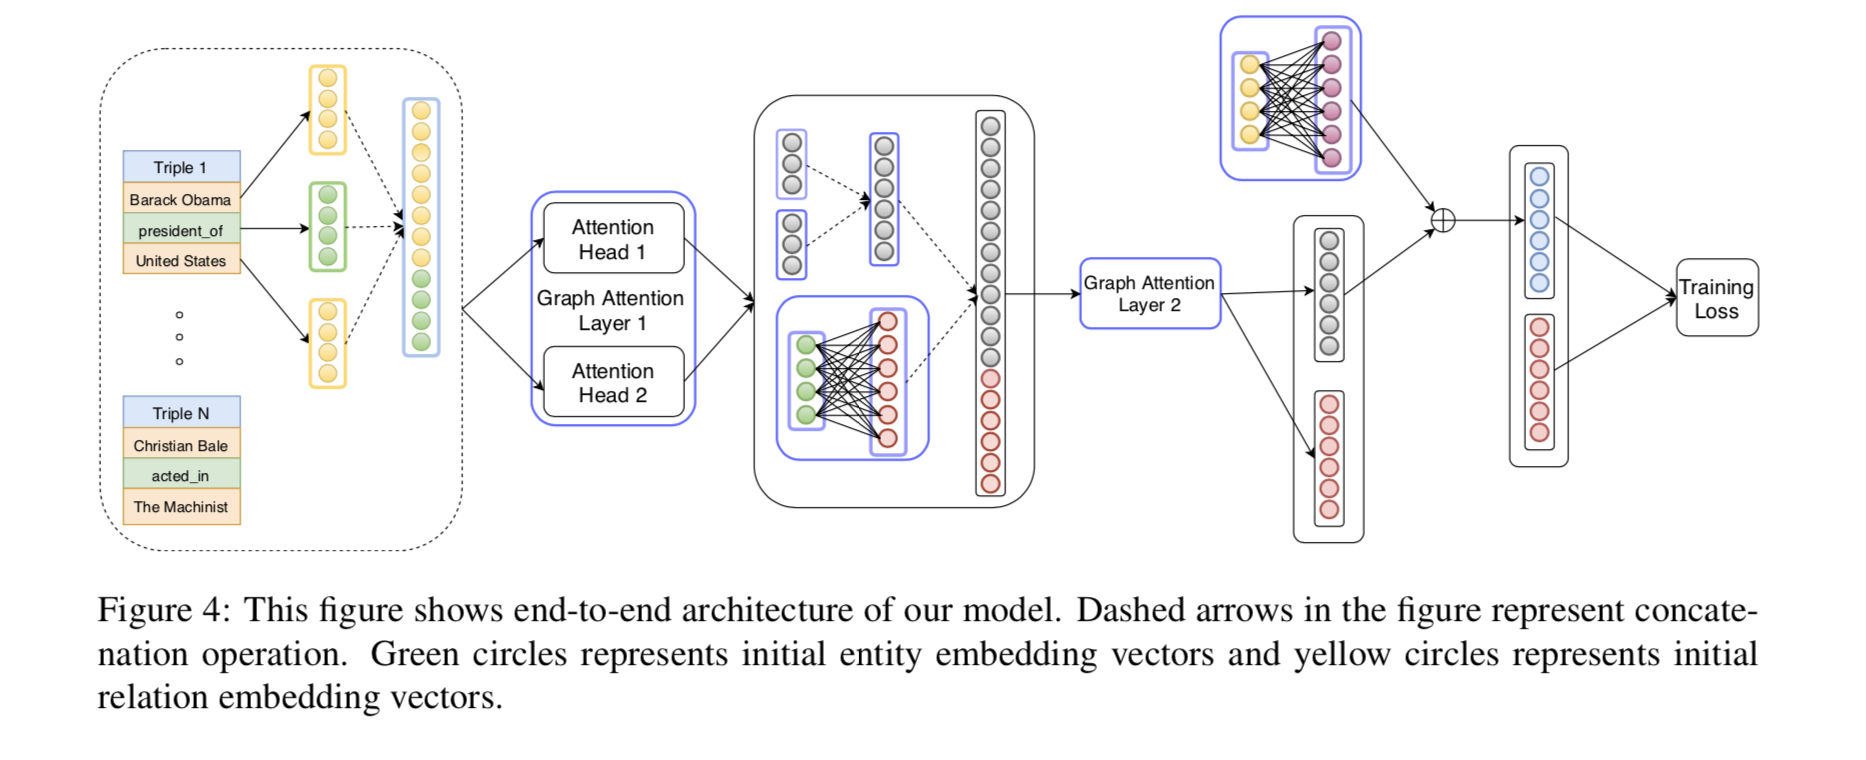 Triple 1
Barack Obama
president_of
United States
Triple N
Christian Bale
acted_in
The Machinist
Attention
Head 1
Graph Attention
Layer 1
Attention
Head 2
Graph Attention
Layer 2
Training
Loss
Figure 4: This figure shows end-to-end architecture of our model. Dashed arrows in the figure represent concate-
nation operation. Green circles represents initial entity embedding vectors and yellow circles represents initial
relation embedding vectors.